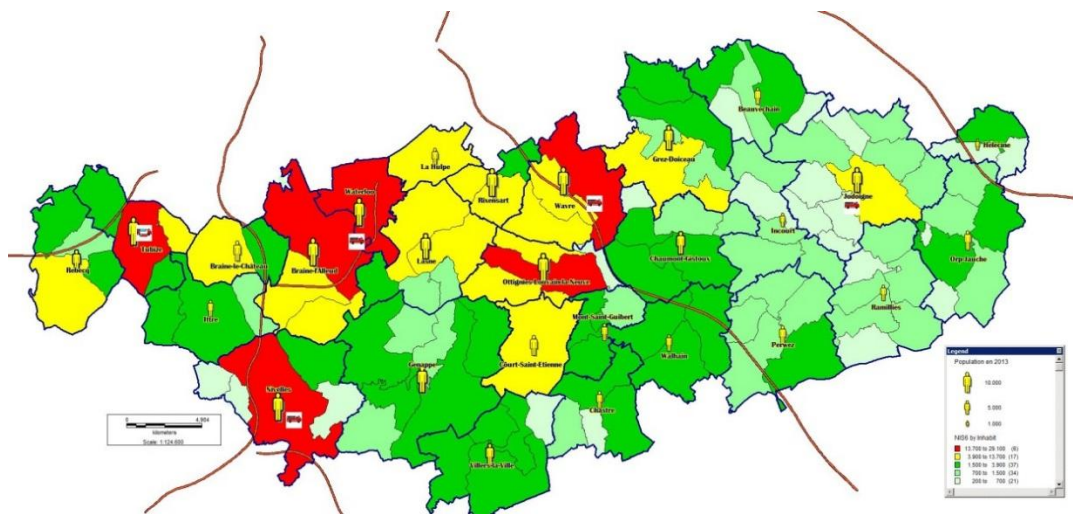 Beauvechain
Hélécine
La Hulpe
Grez-Doiceau
Waterloo
Rixensart
Wavre
Jodoigne
Tubize
Incourt
Rebecq
Braine-le-Château
Braine-l'Alleud
Lasne
Chaumont-Gistoux
Orp-Jauche
Ottignies-Louvain-la-Neuve
Ittre
Mont-Saint-Guibert
Ramillies
Perwez
Walhain
Genappe
Court-Saint-Etienne
Nivelles
Chastre
Villers-la-Ville
0
kilometers
Scale: 1:124.000
Legend
Population en 2013
10.000
5.000
1.000
NIS6 by Inhabit
13.700 to 29.100 (6)
3.900 to 13.700 (17)
1.500 to 3.900 (37)
700 to 1.500 (34)
200 to 700 (21)